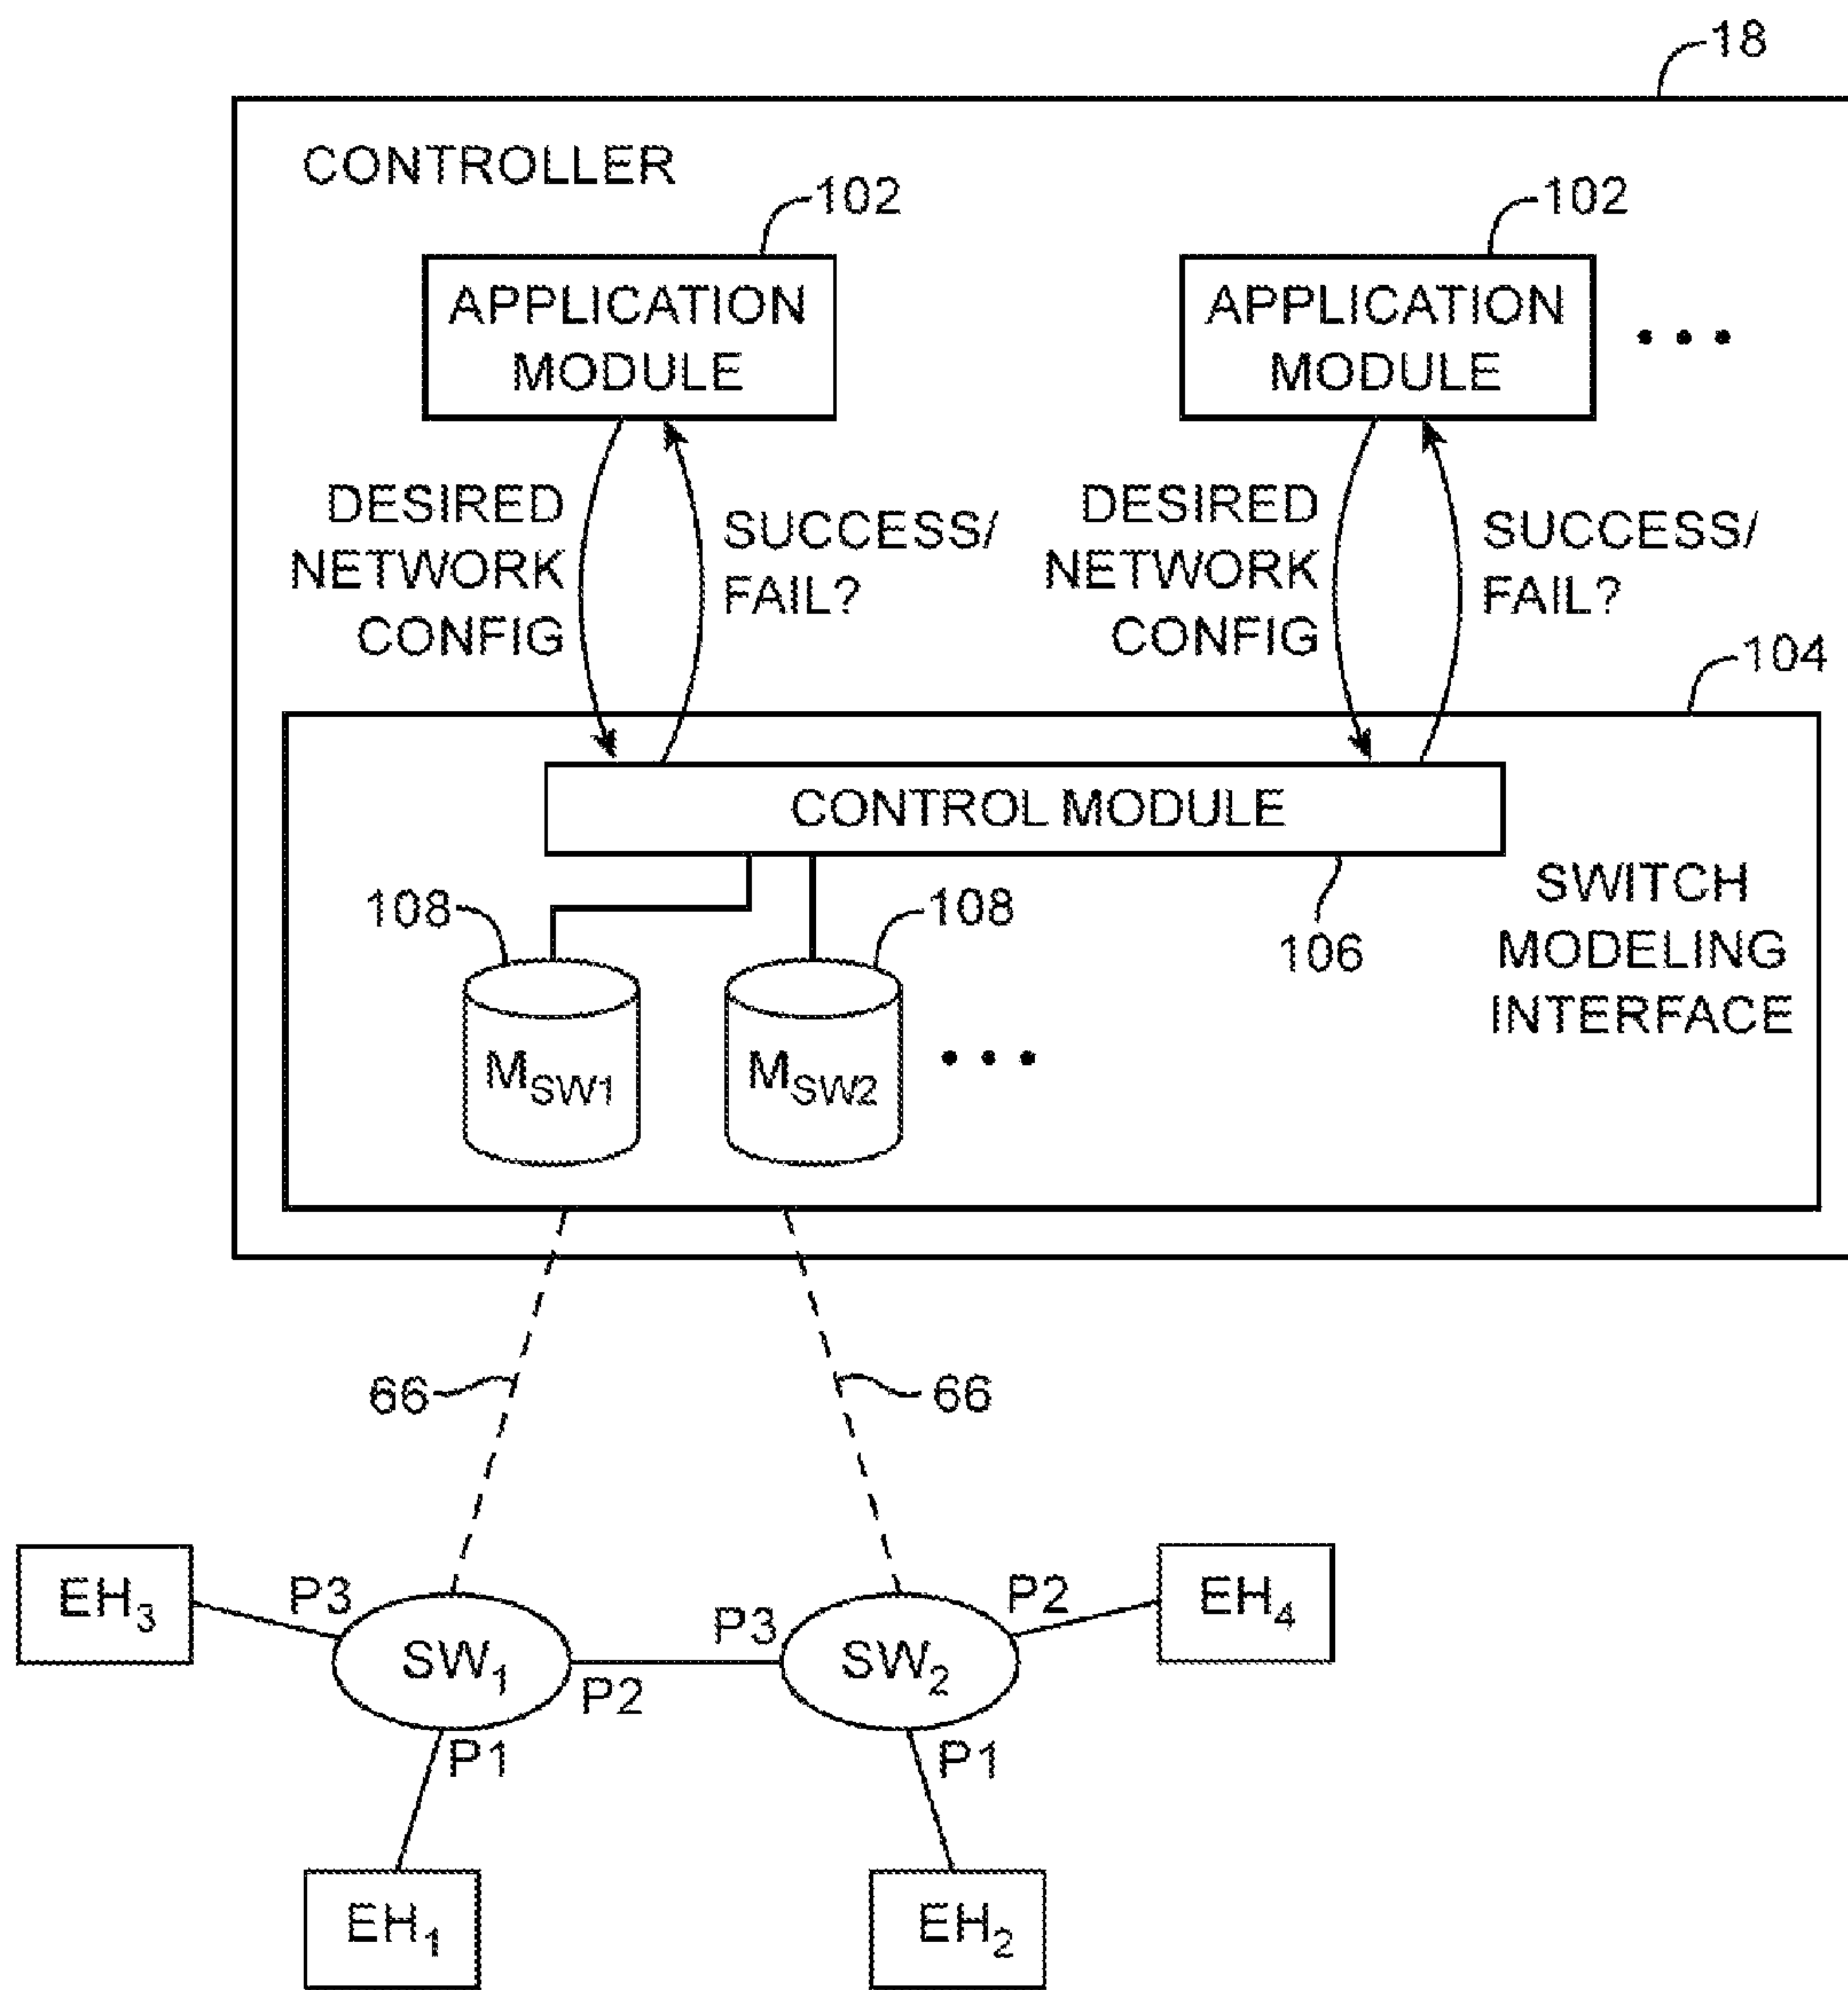 18
CONTROLLER
102
102
APPLICATION
MODULE
APPLICATION
MODULE
DESIRED
NETWORK
CONFIG
SUCCESS/
FAIL?
DESIRED
NETWORK
CONFIG
SUCCESS/
FAIL?
104
CONTROL MODULE
108
108
106
SWITCH
MODELING
INTERFACE
M_SW1
M_SW2
66
66
EH₃
P3
SW₁
P2
P1
P3
SW₂
P2
P1
EH₄
EH₁
EH₂